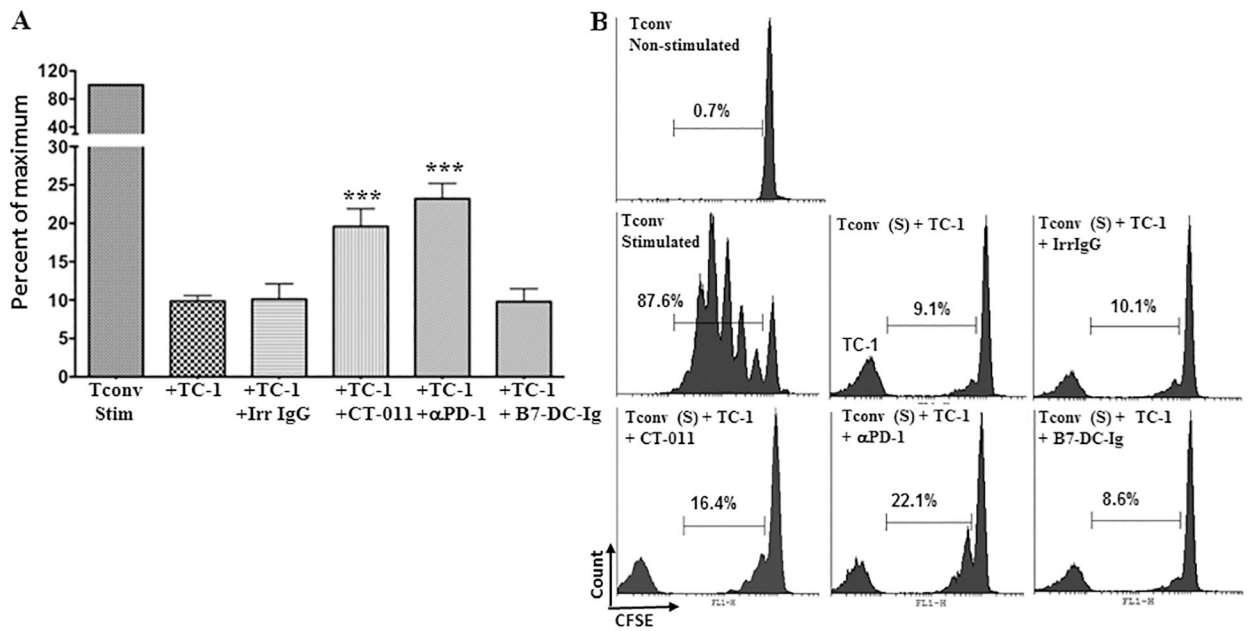 A
Percent of maximum
120
100
80
60
40
30
25
20
15
10
5
0
***
***
Tconv
Stim
+TC-1
+TC-1
+Irr IgG
+TC-1
+CT-011
+TC-1
+αPD-1
+TC-1
+ B7-DC-Ig
B
Tconv
Non-stimulated
0.7%
Tconv
Stimulated
87.6%
Tconv (S) + TC-1
9.1%
TC-1
Tconv (S) + TC-1
+ IrrIgG
10.1%
Tconv (S) + TC-1
+ CT-011
16.4%
FL1-H
Tconv (S) + TC-1
+ αPD-1
22.1%
FL1-H
Tconv (S) + TC-1
+ B7-DC-Ig
8.6%
FL1-H
Count
CFSE